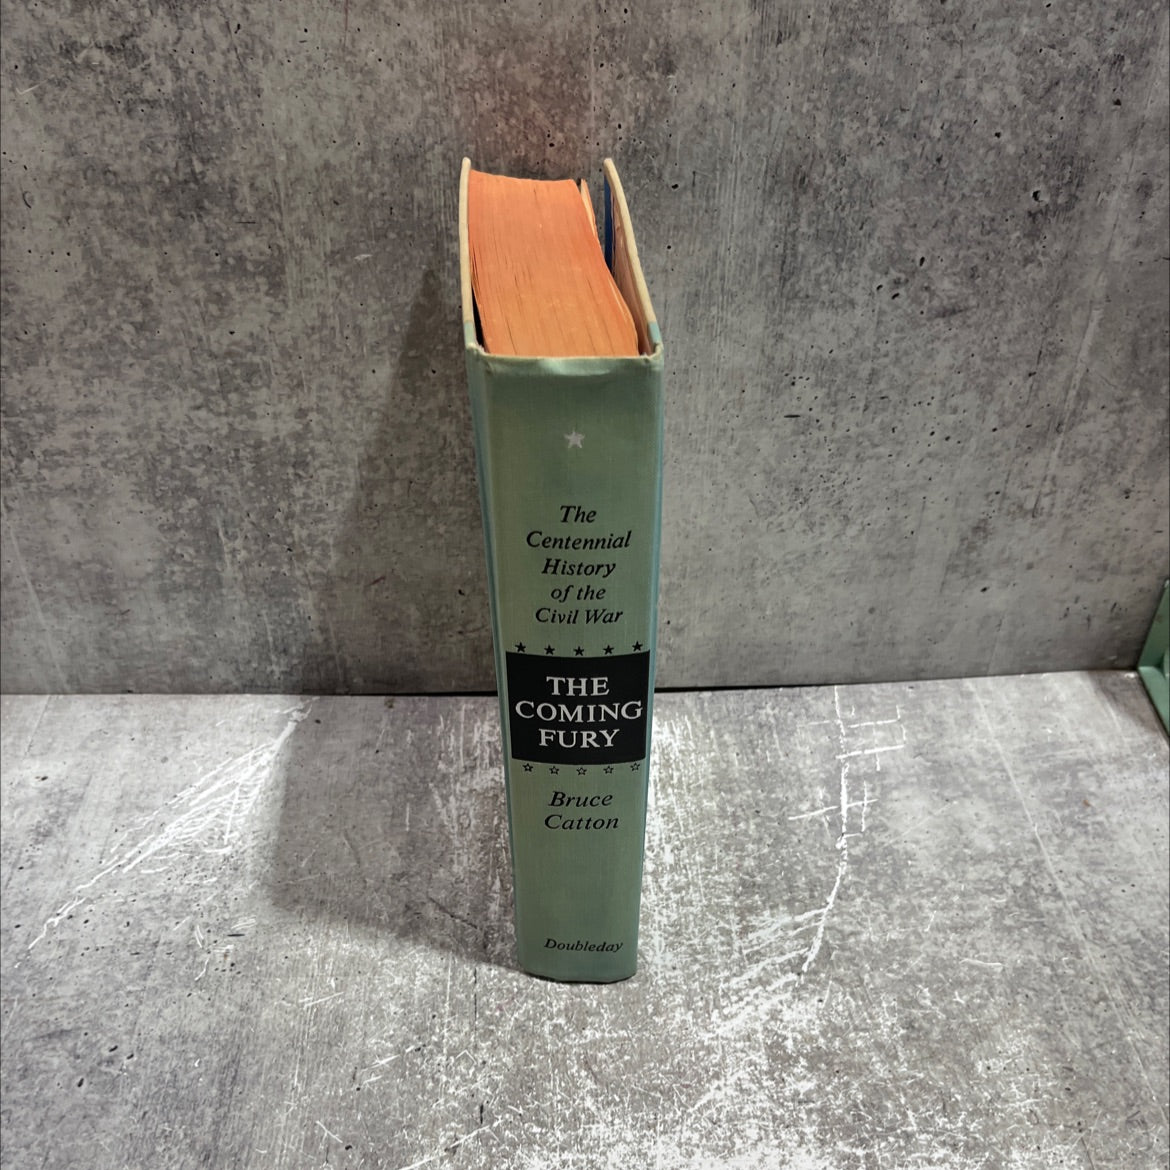 The
Centennial
History
of the
Civil War
THE
COMING
FURY
Bruce
Catton
Doubleday